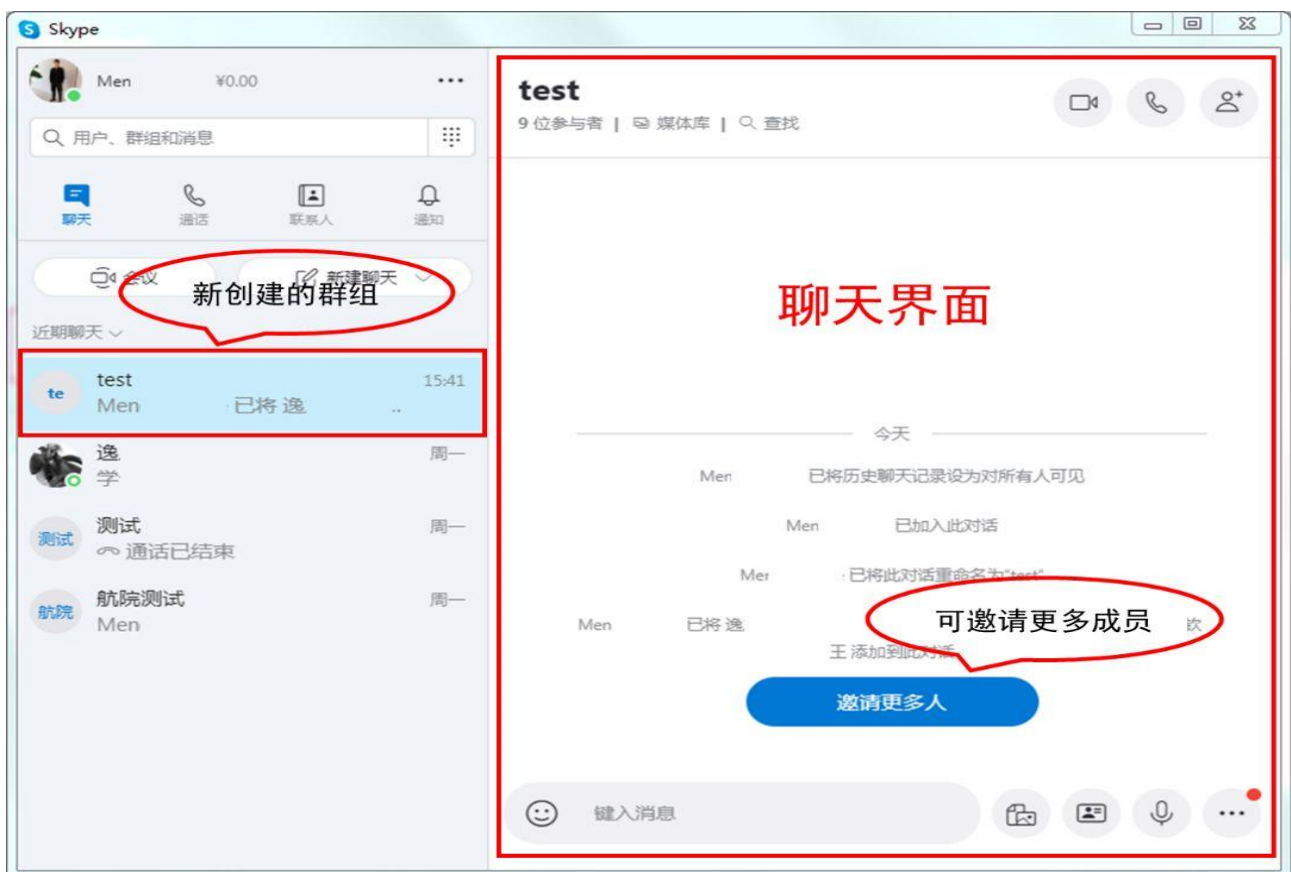 Skype
Men ¥0.00
用户、群组和消息
聊天 通话 联系人 通知
会议 新建聊天
新创建的群组
近期聊天
te
test 15:41
Men 已将 逸 ..
逸 周一
学
测试
测试 周一
通话已结束
航院
航院测试 周一
Men
test
9 位参与者 | 媒体库 | 查找
聊天界面
今天
Men 已将历史聊天记录设为对所有人可见
Men 已加入此对话
Mer 已将此对话重命名为"test"
Men 已将 逸
可邀请更多成员
王 添加到此对话
邀请更多人
键入消息